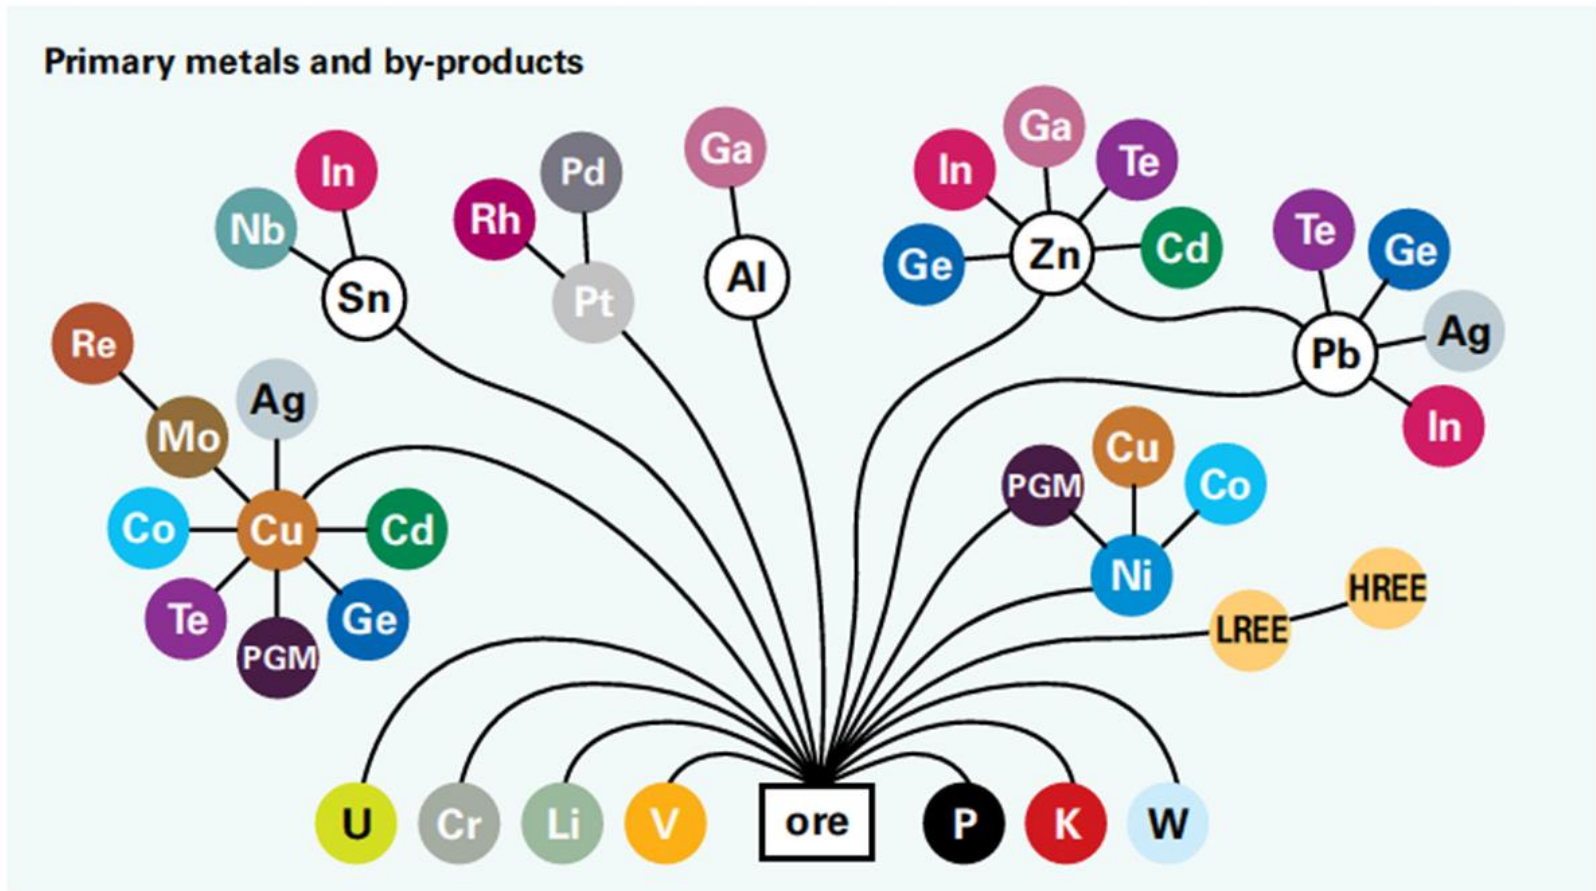 Primary metals and by-products
In
Nb
Sn
Rh
Pd
Pt
Ga
Al
In
Ga
Te
Ge
Zn
Cd
Te
Ge
Pb
Ag
In
Re
Mo
Ag
Co
Cu
Cd
Te
PGM
Ge
PGM
Cu
Co
Ni
LREE
HREE
U
Cr
Li
V
ore
P
K
W